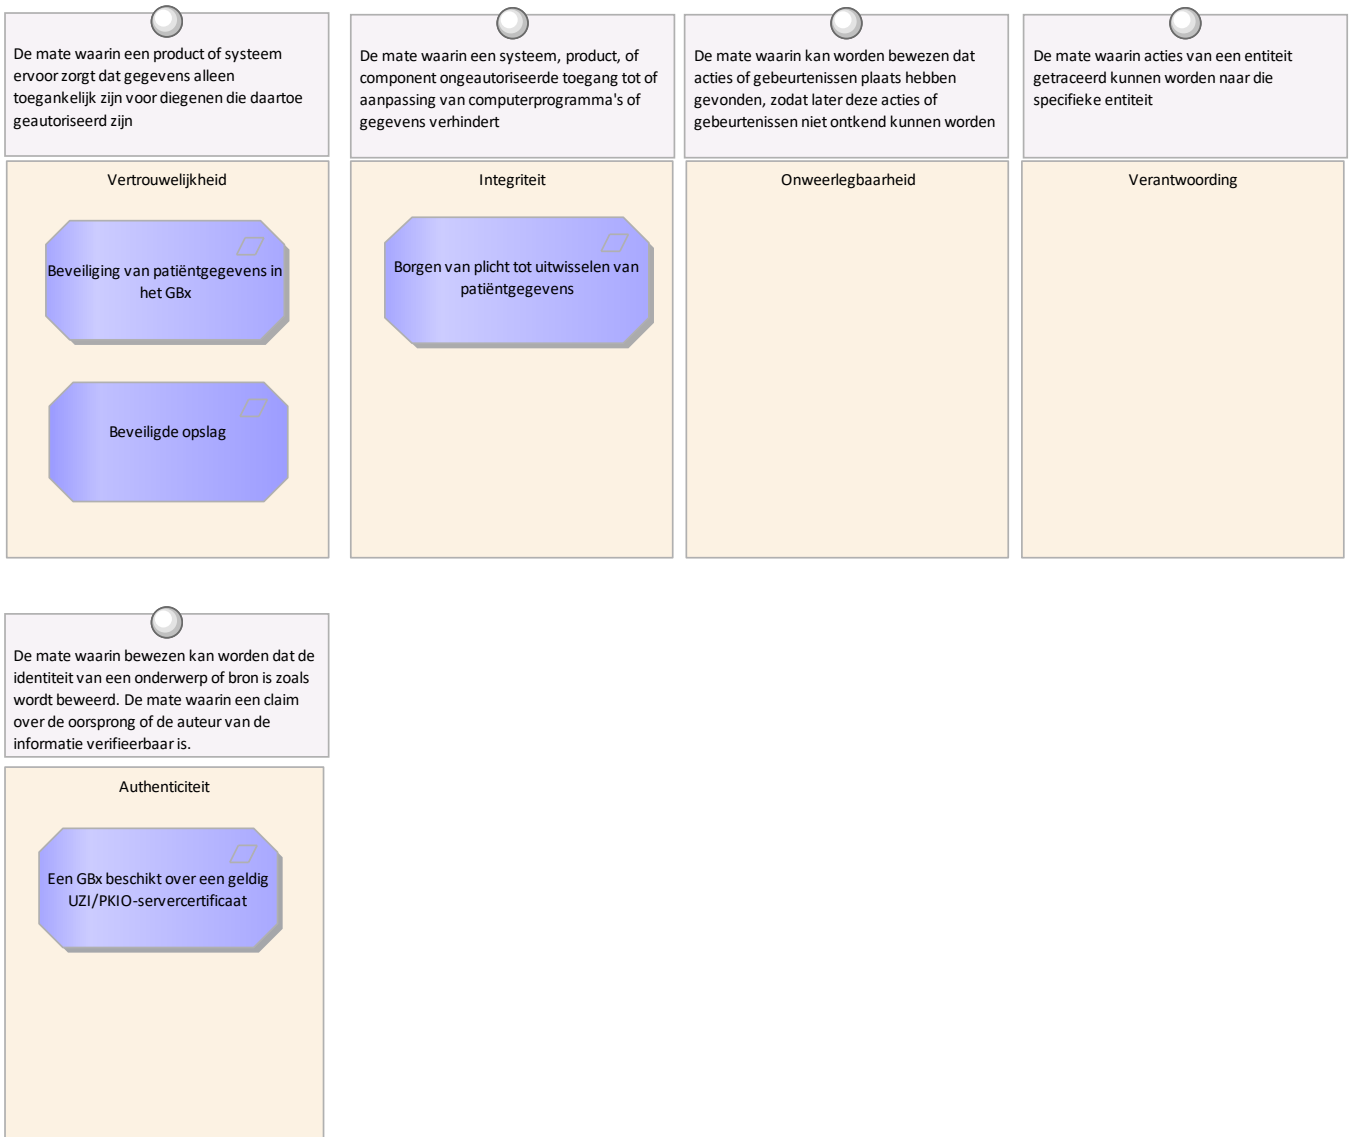 De mate waarin een product of systeem
ervoor zorgt dat gegevens alleen
toegankelijk zijn voor diegenen die daartoe
geautoriseerd zijn
De mate waarin een systeem, product, of
component ongeautoriseerde toegang tot of
aanpassing van computerprogramma's of
gegevens verhindert
De mate waarin kan worden bewezen dat
acties of gebeurtenissen plaats hebben
gevonden, zodat later deze acties of
gebeurtenissen niet ontkend kunnen worden
De mate waarin acties van een entiteit
getraceerd kunnen worden naar die
specifieke entiteit
Vertrouwelijkheid
Beveiliging van patiëntgegevens in
het GBx
Beveiligde opslag
Integriteit
Borgen van plicht tot uitwisselen van
patiëntgegevens
Onweerlegbaarheid
Verantwoording
De mate waarin bewezen kan worden dat de
identiteit van een onderwerp of bron is zoals
wordt beweerd. De mate waarin een claim
over de oorsprong of de auteur van de
informatie verifieerbaar is.
Authenticiteit
Een GBx beschikt over een geldig
UZI/PKIO-servercertificaat